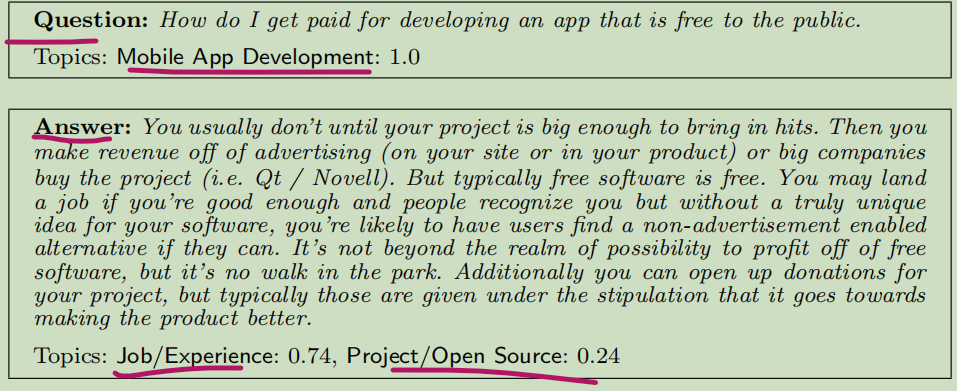 Question: How do I get paid for developing an app that is free to the public.
Topics: Mobile App Development: 1.0
Answer: You usually don't until your project is big enough to bring in hits. Then you
make revenue off of advertising (on your site or in your product) or big companies
buy the project (i.e. Qt / Novell). But typically free software is free. You may land
a job if you're good enough and people recognize you but without a truly unique
idea for your software, you're likely to have users find a non-advertisement enabled
alternative if they can. It's not beyond the realm of possibility to profit off of free
software, but it's no walk in the park. Additionally you can open up donations for
your project, but typically those are given under the stipulation that it goes towards
making the product better.
Topics: Job/Experience: 0.74, Project/Open Source: 0.24